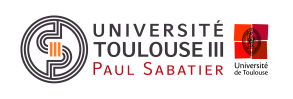 UNIVERSITÉ
TOULOUSE III
PAUL SABATIER
Université
de Toulouse